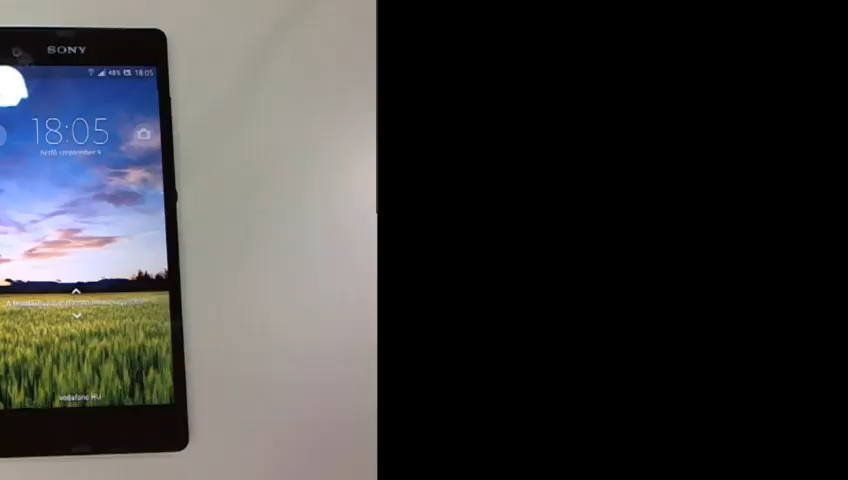 SONY
48% 18:05
18:05
hétfő szeptember 9
vodafone HU